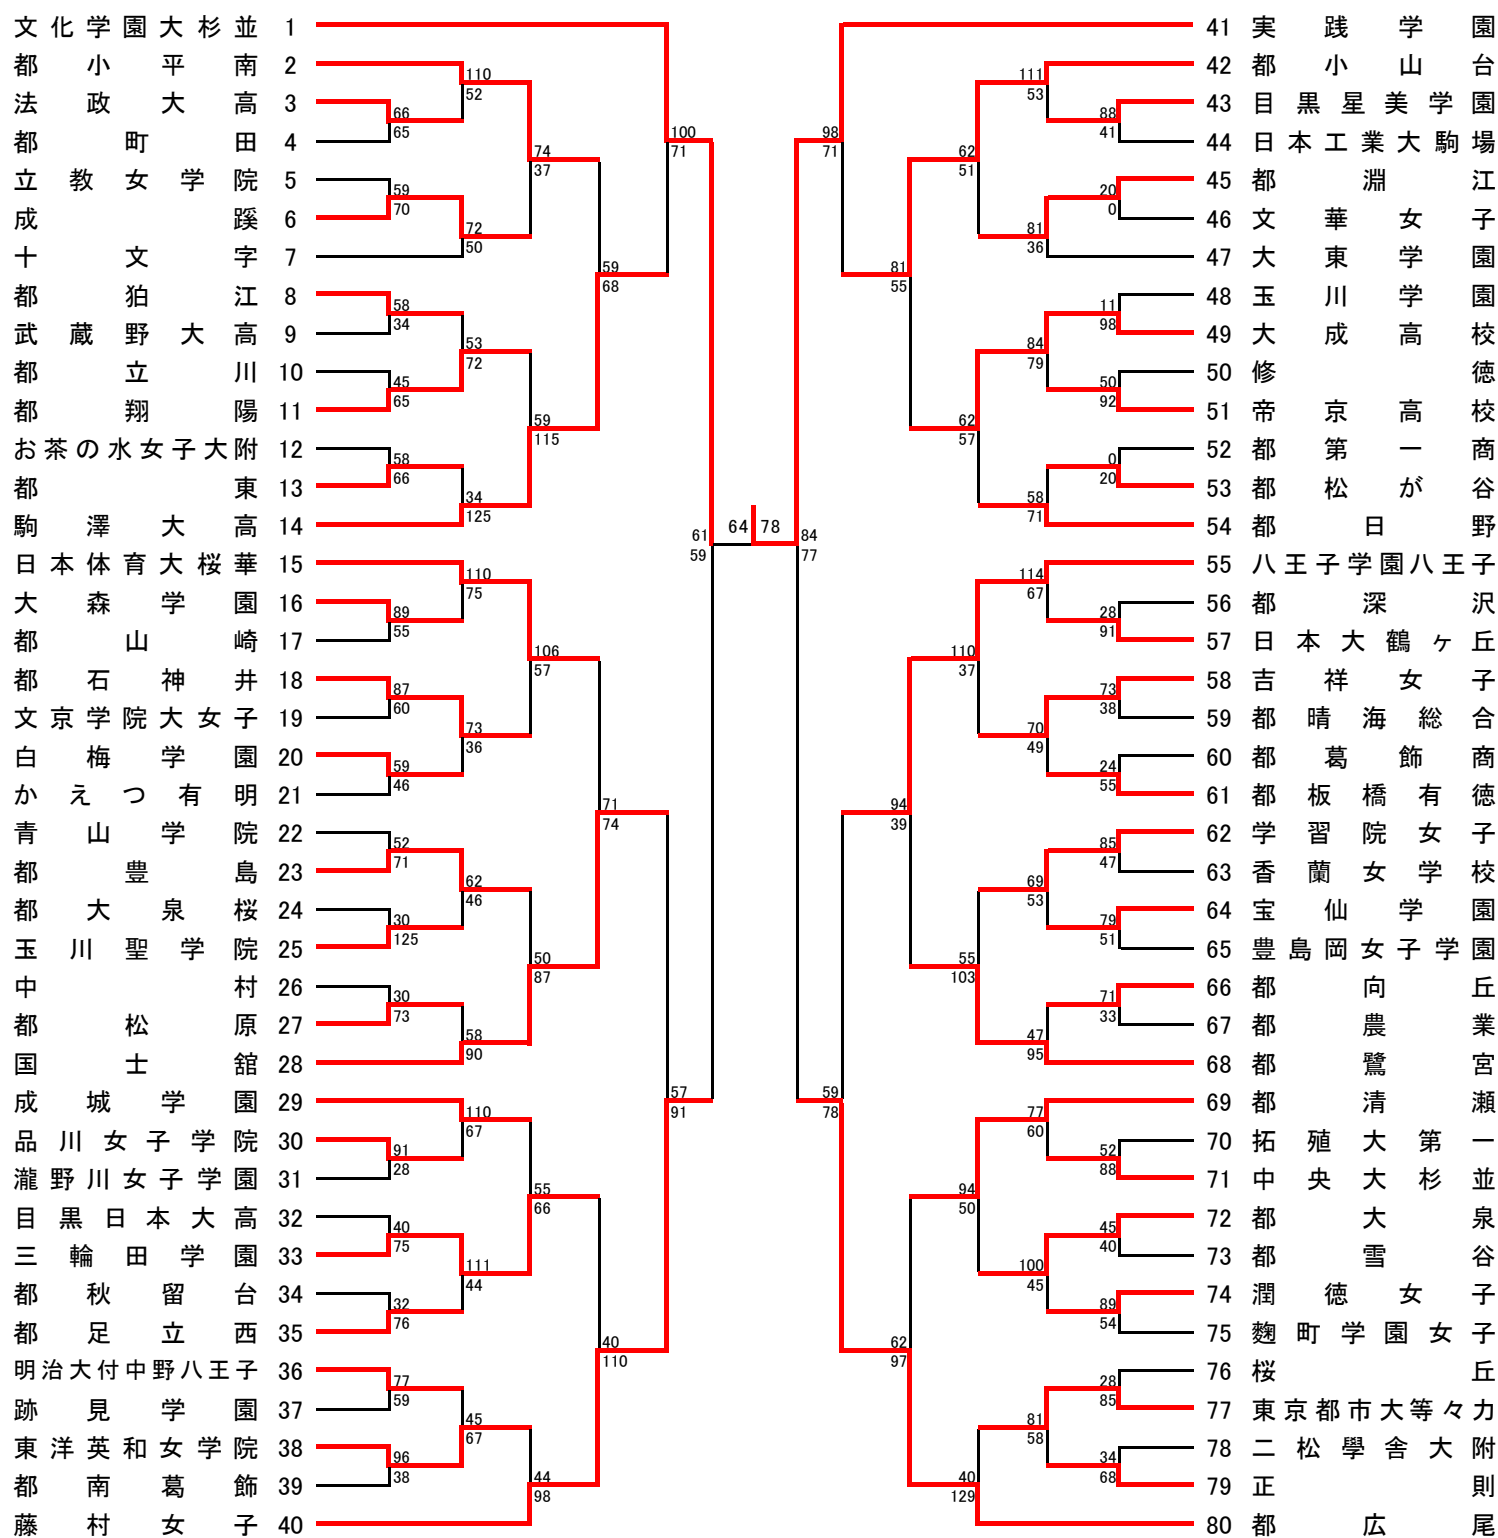 文化学園大杉並 1
都小平南 2
法政大高 3
都町田 4
立教女学院 5
成蹊 6
十文字 7
都狛江 8
武蔵野大高 9
都立川 10
都翔陽 11
お茶の水女子大附 12
都東 13
駒澤大高 14
日本体育大桜華 15
大森学園 16
都山崎 17
都石神井 18
文京学院大女子 19
白梅学園 20
かえつ有明 21
青山学院 22
都豊島 23
都大泉桜 24
玉川聖学院 25
中村 26
都松原 27
国士舘 28
成城学園 29
品川女子学院 30
瀧野川女子学園 31
目黒日本大高 32
三輪田学園 33
都秋留台 34
都足立西 35
明治大付中野八王子 36
跡見学園 37
東洋英和女学院 38
都南葛飾 39
藤村女子 40
66
65
59
70
58
34
45
65
58
66
89
55
87
60
59
46
52
71
30
125
30
73
91
28
40
75
32
76
77
59
96
38
110
52
72
50
53
72
34
125
110
75
73
36
62
46
58
90
110
67
111
44
45
67
74
37
59
115
106
57
50
87
55
66
44
98
59
68
71
74
40
110
100
71
57
91
61
59
64 78
84
77
98
71
59
78
81
55
94
39
62
97
62
51
62
57
110
37
55
103
94
50
40
129
111
53
81
36
84
79
58
71
114
67
70
49
69
53
47
95
77
60
100
45
81
58
88
41
20
0
11
98
50
92
0
20
28
91
73
38
24
55
85
47
79
51
71
33
52
88
45
40
89
54
28
85
34
68
41 実践学園
42 都小山台
43 目黒星美学園
44 日本工業大駒場
45 都淵江
46 文華女子
47 大東学園
48 玉川学園
49 大成高校
50 修徳
51 帝京高校
52 都第一商
53 都松が谷
54 都日野
55 八王子学園八王子
56 都深沢
57 日本大鶴ヶ丘
58 吉祥女子
59 都晴海総合
60 都葛飾商
61 都板橋有徳
62 学習院女子
63 香蘭女学校
64 宝仙学園
65 豊島岡女子学園
66 都向丘
67 都農業
68 都鷺宮
69 都清瀬
70 拓殖大第一
71 中央大杉並
72 都大泉
73 都雪谷
74 潤徳女子
75 麴町学園女子
76 桜丘
77 東京都市大等々力
78 二松學舎大附
79 正則
80 都広尾